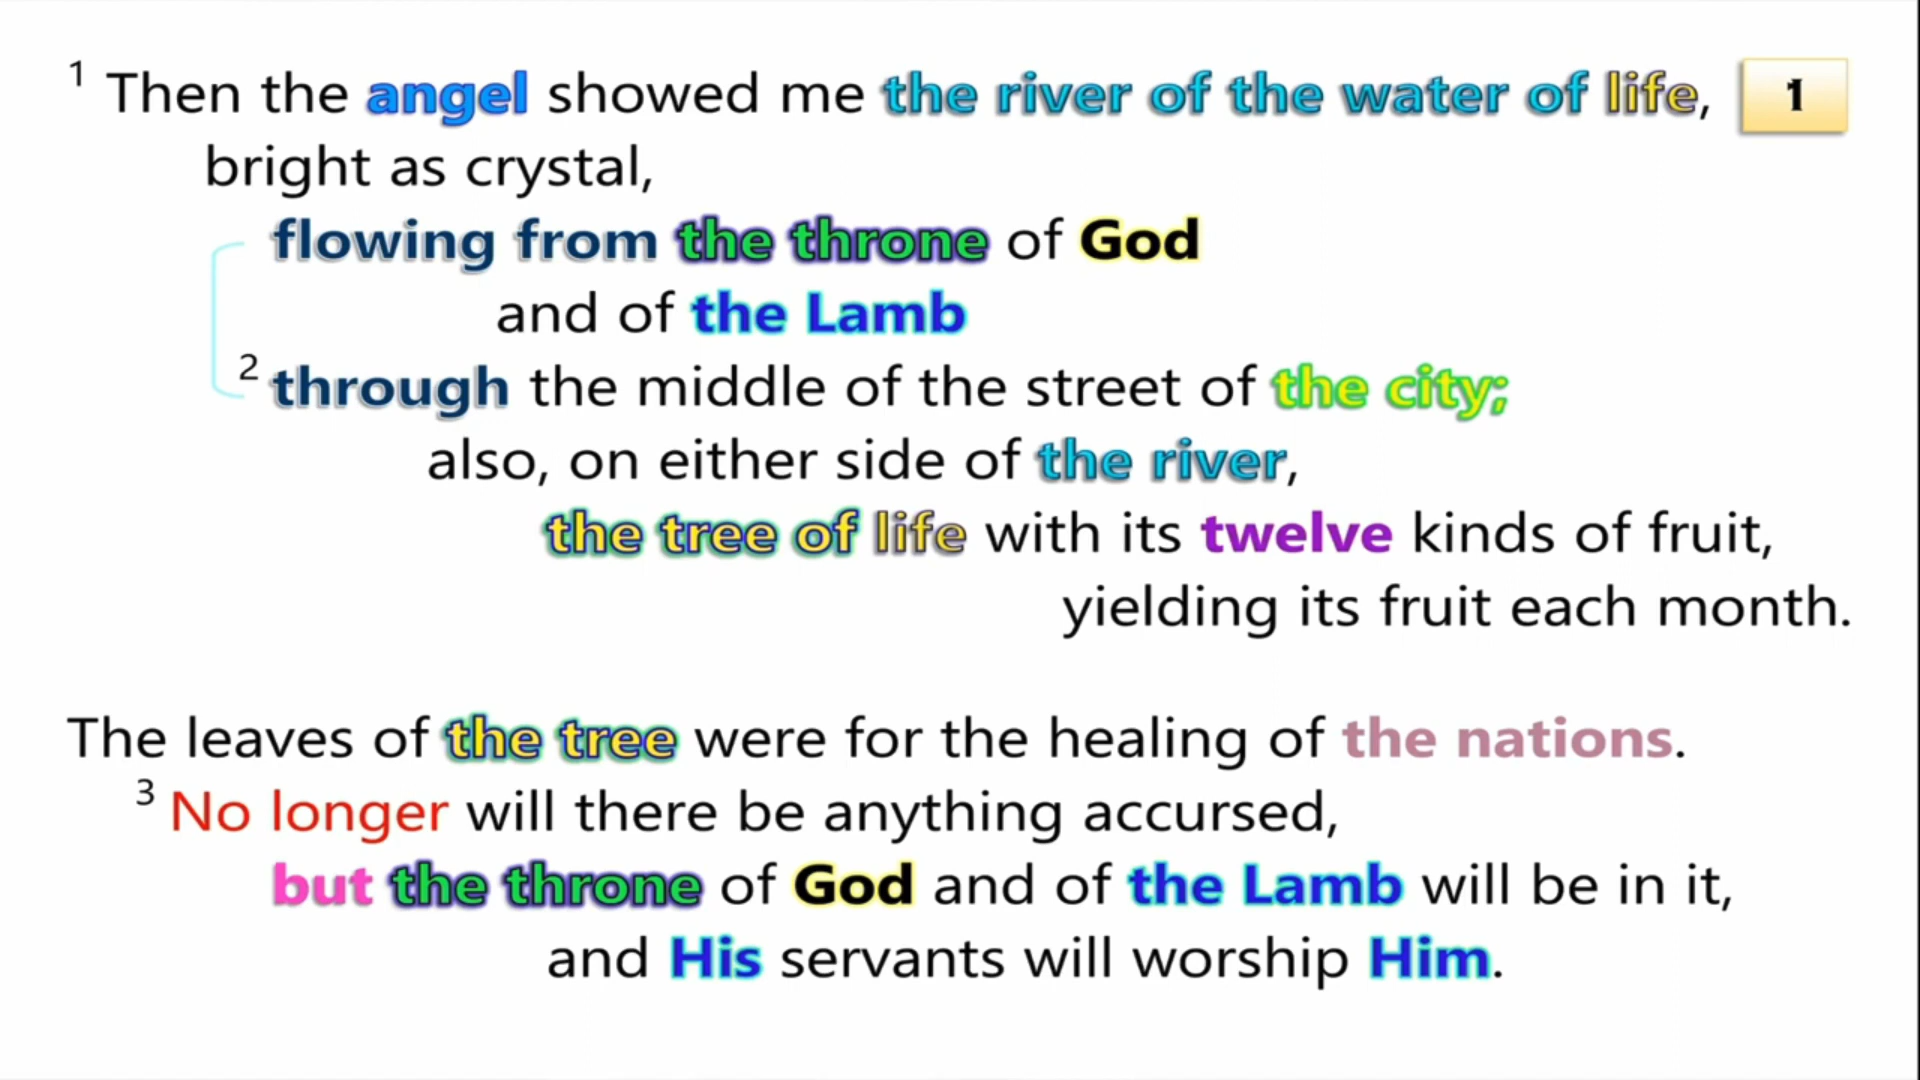 1 Then the angel showed me the river of the water of life, 1
bright as crystal,
flowing from the throne of God
and of the Lamb
2 through the middle of the street of the city;
also, on either side of the river,
the tree of life with its twelve kinds of fruit,
yielding its fruit each month.
The leaves of the tree were for the healing of the nations.
3 No longer will there be anything accursed,
but the throne of God and of the Lamb will be in it,
and His servants will worship Him.